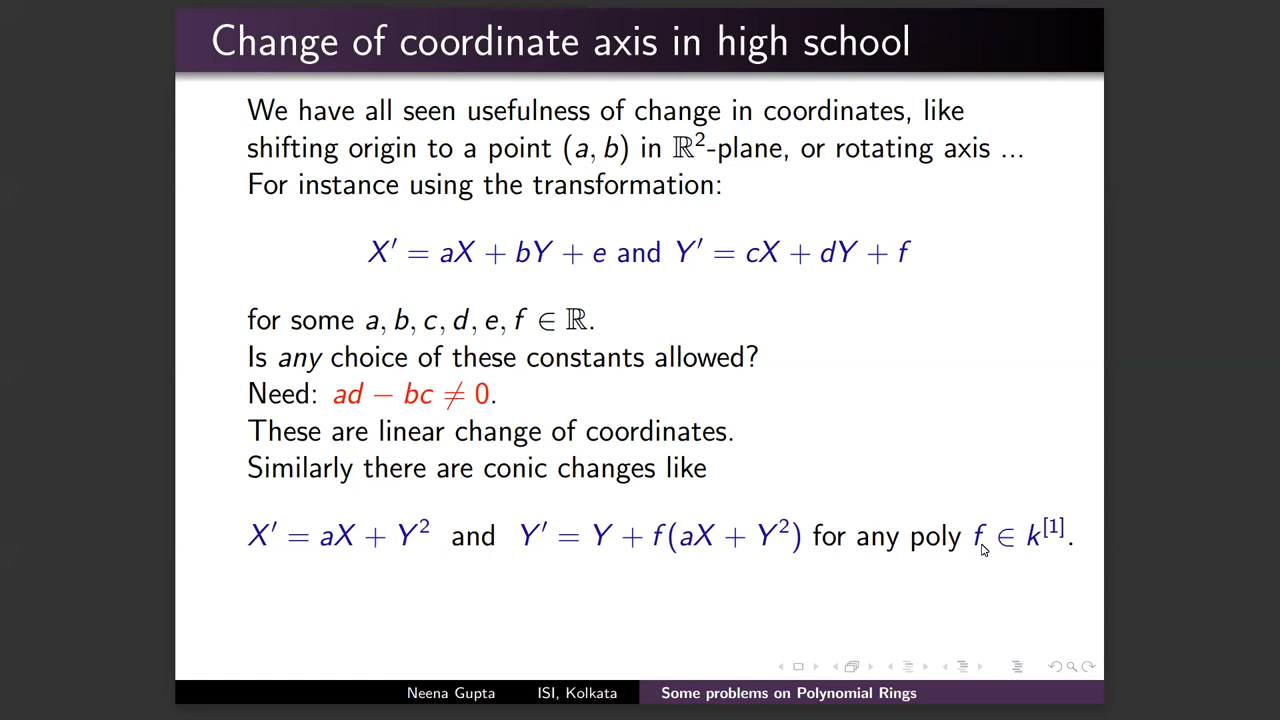 Change of coordinate axis in high school
We have all seen usefulness of change in coordinates, like
shifting origin to a point (a, b) in ℝ²-plane, or rotating axis ...
For instance using the transformation:
X′ = aX + bY + e and Y′ = cX + dY + f
for some a, b, c, d, e, f ∈ ℝ.
Is any choice of these constants allowed?
Need: ad − bc ≠ 0.
These are linear change of coordinates.
Similarly there are conic changes like
X′ = aX + Y² and Y′ = Y + f(aX + Y²) for any poly f ∈ k^[1].
Neena Gupta ISI, Kolkata Some problems on Polynomial Rings